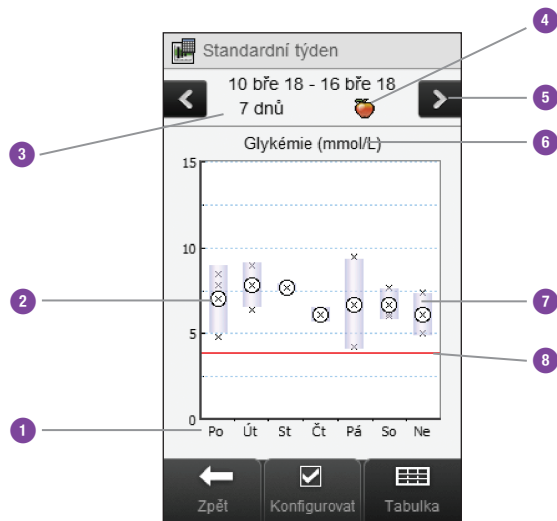 4
Standardní týden
10 bře 18 - 16 bře 18
7 dnů
5
3
Glykémie (mmol/L)
6
15
10
2
7
5
8
0
1
Po Út St Čt Pá So Ne
Zpět Konfigurovat Tabulka